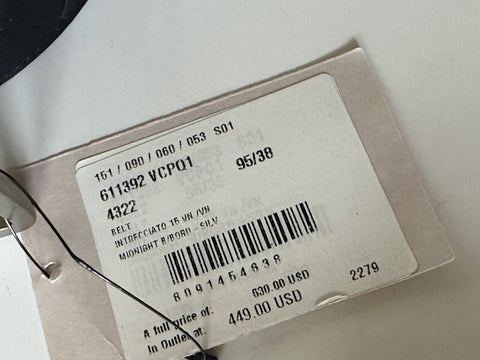 151 / 090 / 060 / 053 S01
611392 VCPQ1 95/38
4322
BELT
INTRECCIATO 15 VN /VN
MIDNIGHT B/BORD - SILV
8091454638
A full price of: 630.00 USD
In Outlet at: 449.00 USD 2279